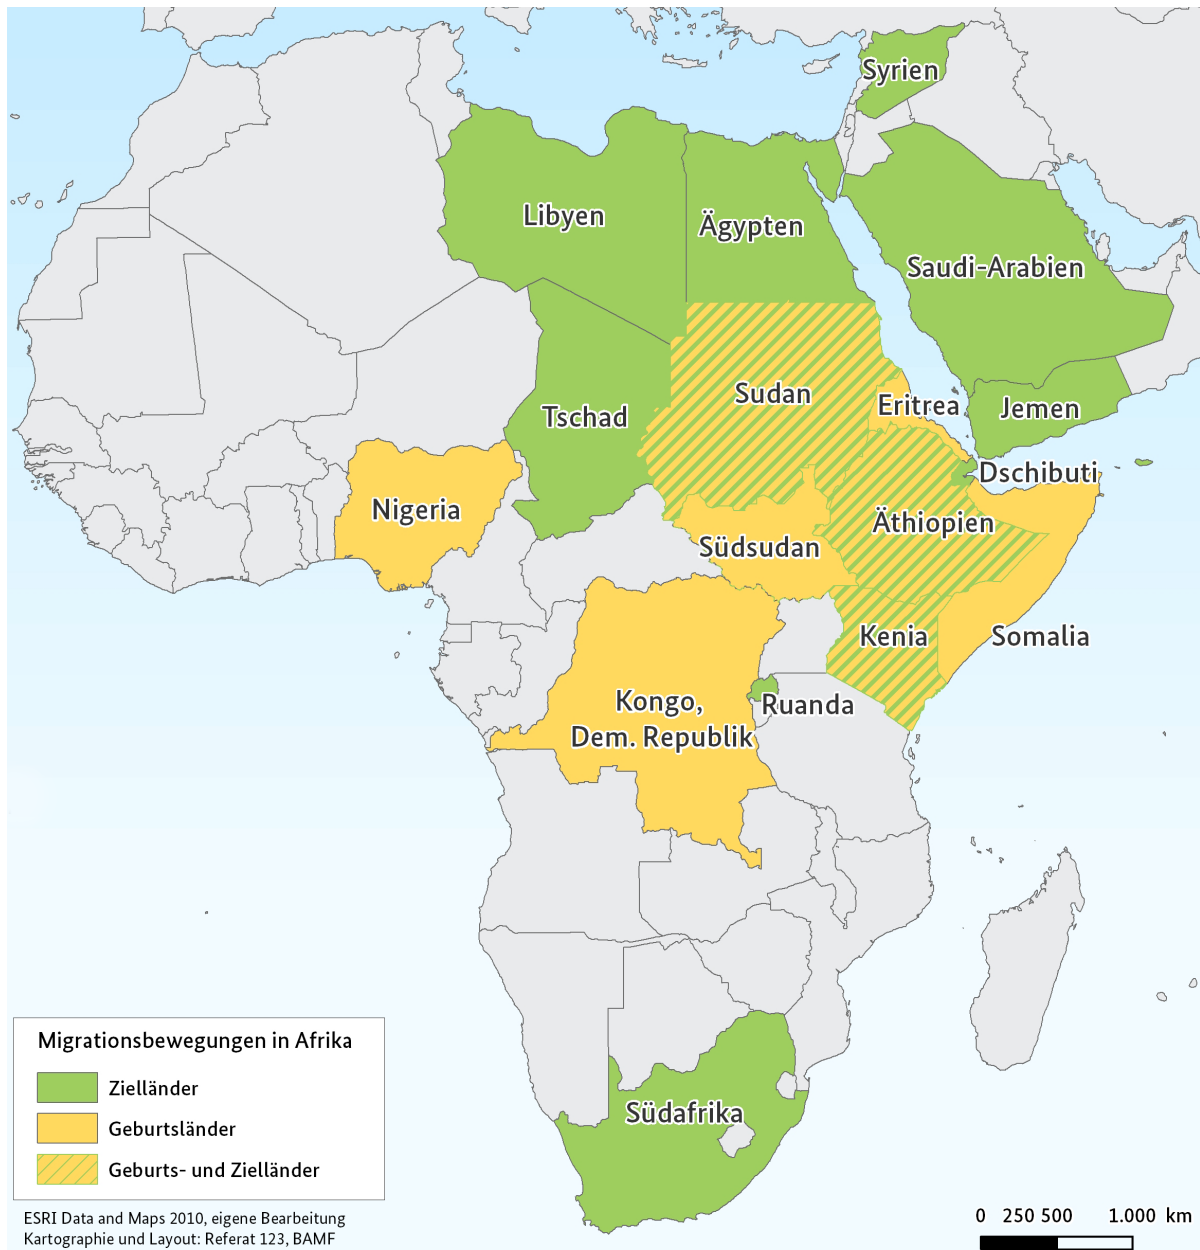 Syrien
Libyen
Ägypten
Saudi-Arabien
Sudan
Eritrea
Jemen
Tschad
Dschibuti
Nigeria
Äthiopien
Südsudan
Kenia
Somalia
Kongo,
Dem. Republik
Ruanda
Südafrika
Migrationsbewegungen in Afrika
Zielländer
Geburtsländer
Geburts- und Zielländer
ESRI Data and Maps 2010, eigene Bearbeitung
Kartographie und Layout: Referat 123, BAMF
0 250 500 1.000 km